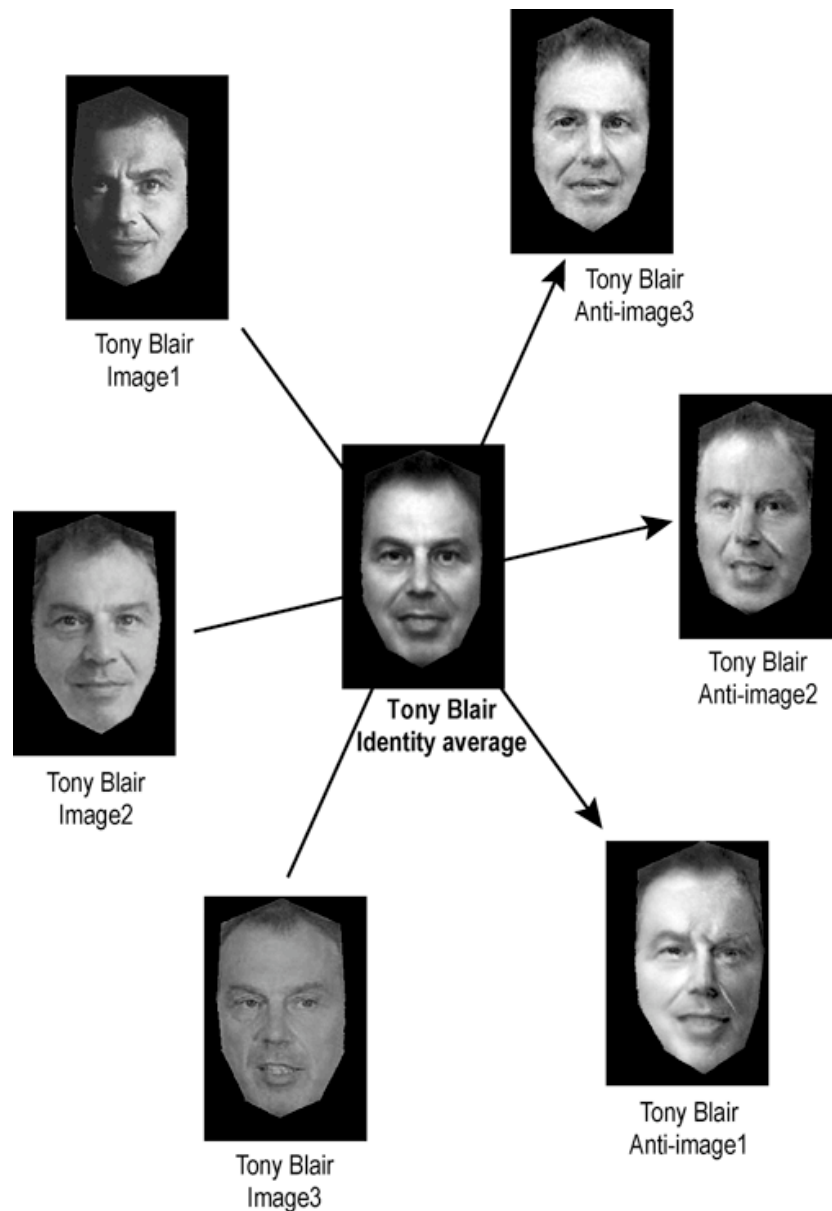 Tony Blair
Image1
Tony Blair
Anti-image3
Tony Blair
Identity average
Tony Blair
Anti-image2
Tony Blair
Image2
Tony Blair
Anti-image1
Tony Blair
Image3